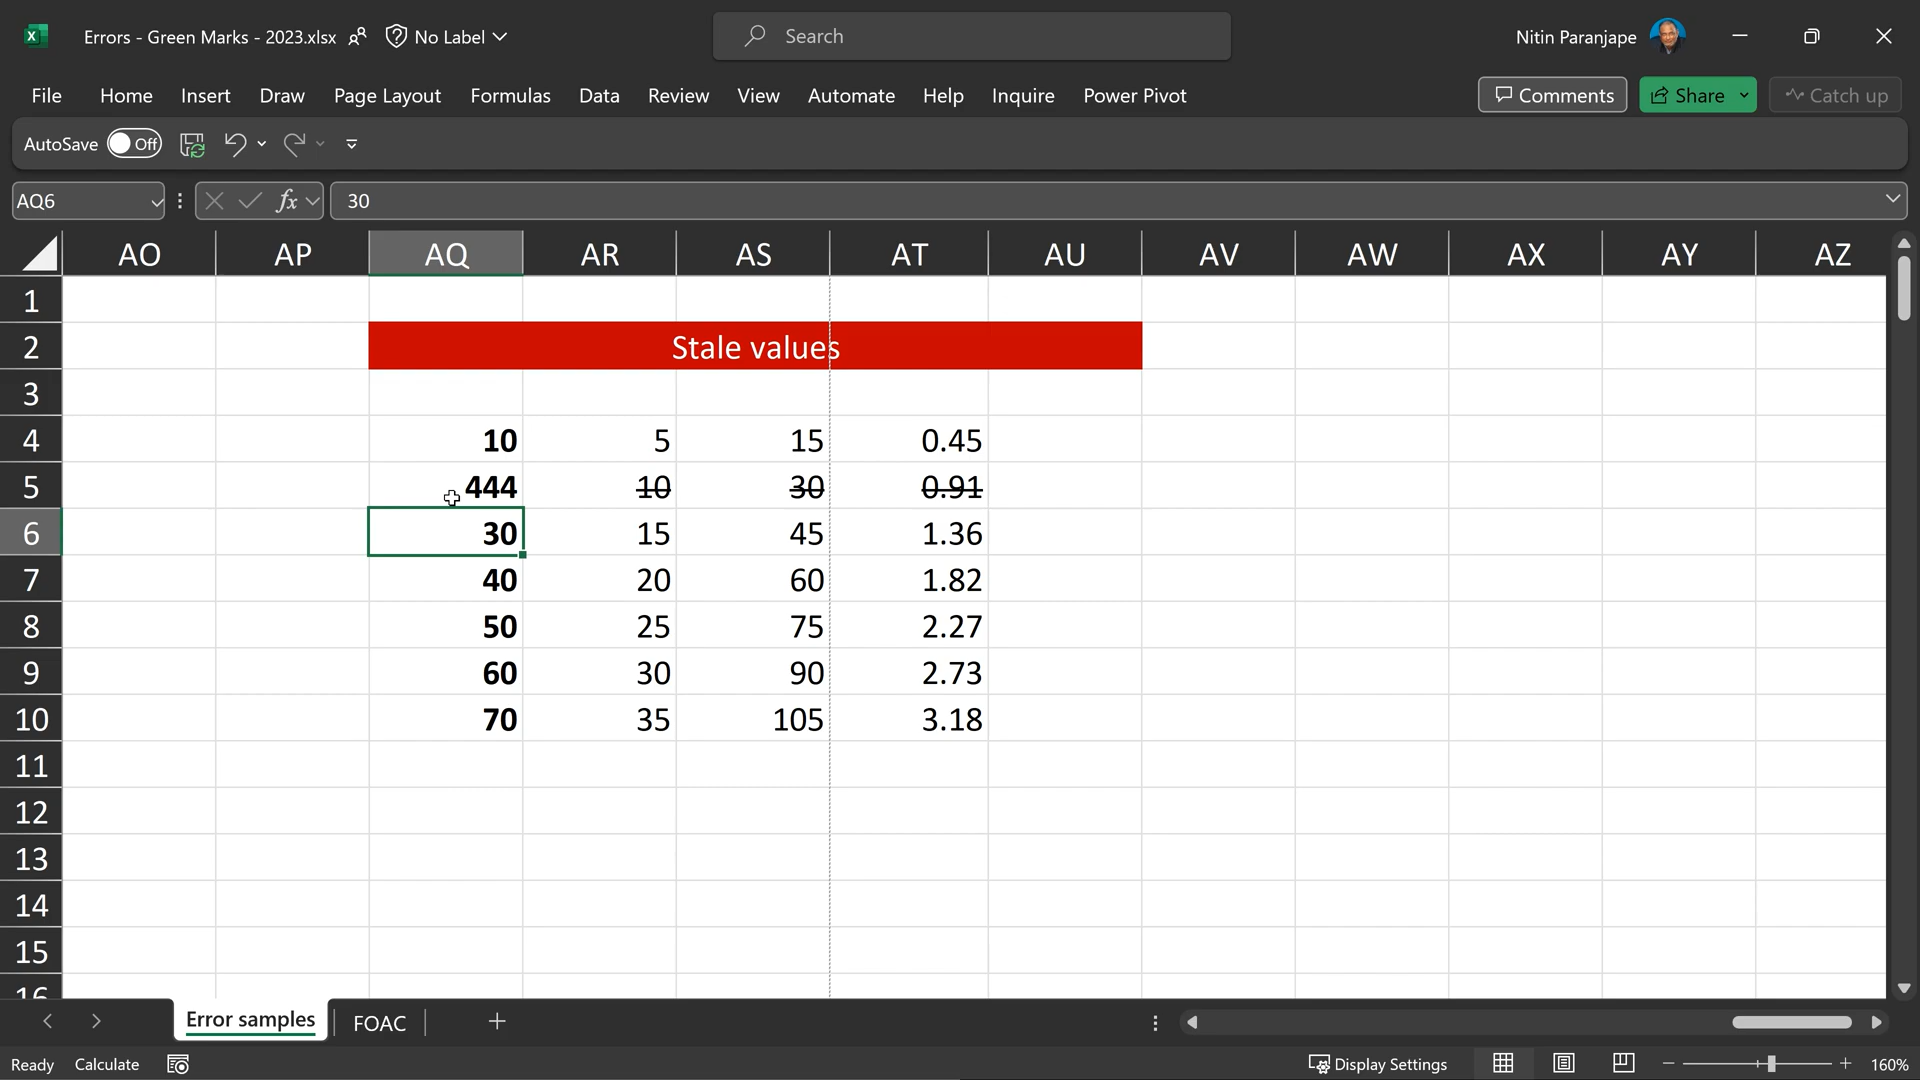 Errors - Green Marks - 2023.xlsx No Label Search Nitin Paranjape
File Home Insert Draw Page Layout Formulas Data Review View Automate Help Inquire Power Pivot Comments Share Catch up
AutoSave Off
AQ6 fx 30
AO AP AQ AR AS AT AU AV AW AX AY AZ
1
2 Stale values
3
4 10 5 15 0.45
5 444 10 30 0.91
6 30 15 45 1.36
7 40 20 60 1.82
8 50 25 75 2.27
9 60 30 90 2.73
10 70 35 105 3.18
11
12
13
14
15
16
Error samples FOAC
Ready Calculate Display Settings 160%